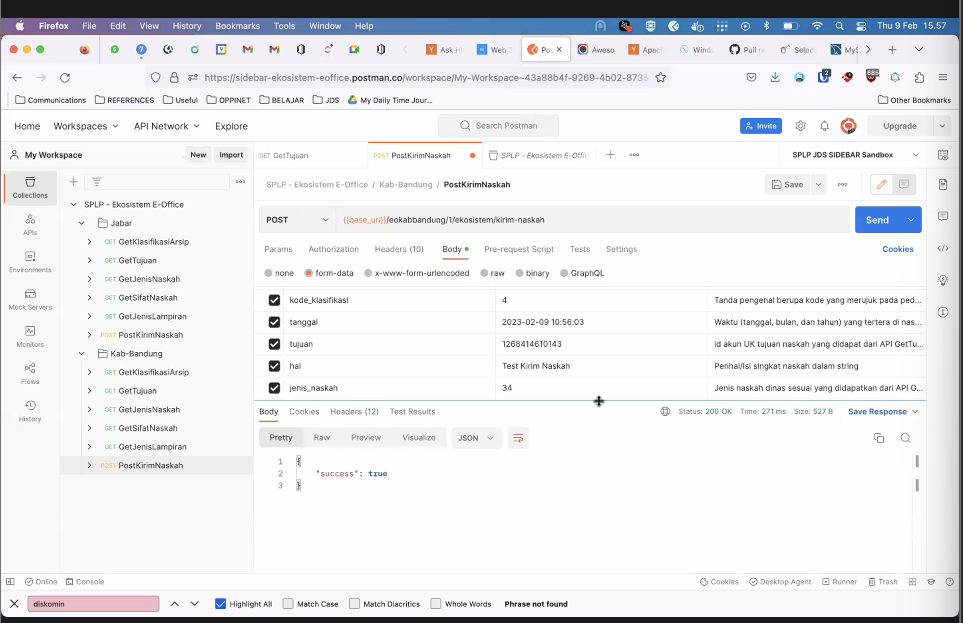 Firefox File Edit View History Bookmarks Tools Window Help Thu 9 Feb 15.57
Ask H Web S Pos Aweso Apac Windo Pull re Select MyS
https://sidebar-ekosistem-eoffice.postman.co/workspace/My-Workspace~43a88b4f-9269-4b02-8735
2 685
Communications REFERENCES Useful OPPINET BELAJAR JDS My Daily Time Jour... Other Bookmarks
Home Workspaces API Network Explore Search Postman Invite Upgrade
My Workspace New Import GET GetTujuan POST PostKirimNaskah SPLP - Ekosistem E-Offic SPLP JDS SIDEBAR Sandbox
Collections
APIs
Environments
Mock Servers
Monitors
Flows
History
SPLP - Ekosistem E-Office
Jabar
GET GetKlasifikasiArsip
GET GetTujuan
GET GetJenisNaskah
GET GetSifatNaskah
GET GetJenisLampiran
POST PostKirimNaskah
Kab-Bandung
GET GetKlasifikasiArsip
GET GetTujuan
GET GetJenisNaskah
GET GetSifatNaskah
GET GetJenisLampiran
POST PostKirimNaskah
SPLP - Ekosistem E-Office / Kab-Bandung / PostKirimNaskah Save
POST {{base_url}}/eokabbandung/1/ekosistem/kirim-naskah Send
Params Authorization Headers (10) Body Pre-request Script Tests Settings Cookies
none form-data x-www-form-urlencoded raw binary GraphQL
kode_klasifikasi 4 Tanda pengenal berupa kode yang merujuk pada ped...
tanggal 2023-02-09 10:56:03 Waktu (tanggal, bulan, dan tahun) yang tertera di nas...
tujuan 1268414610143 id akun UK tujuan naskah yang didapat dari API GetTu...
hal Test Kirim Naskah Perihal/Isi singkat naskah dalam string
jenis_naskah 34 Jenis naskah dinas sesuai yang didapatkan dari API G...
Body Cookies Headers (12) Test Results Status: 200 OK Time: 271 ms Size: 527 B Save Response
Pretty Raw Preview Visualize JSON
1 {
2 "success": true
3 }
Online Console Cookies Desktop Agent Runner Trash
diskomin Highlight All Match Case Match Diacritics Whole Words Phrase not found